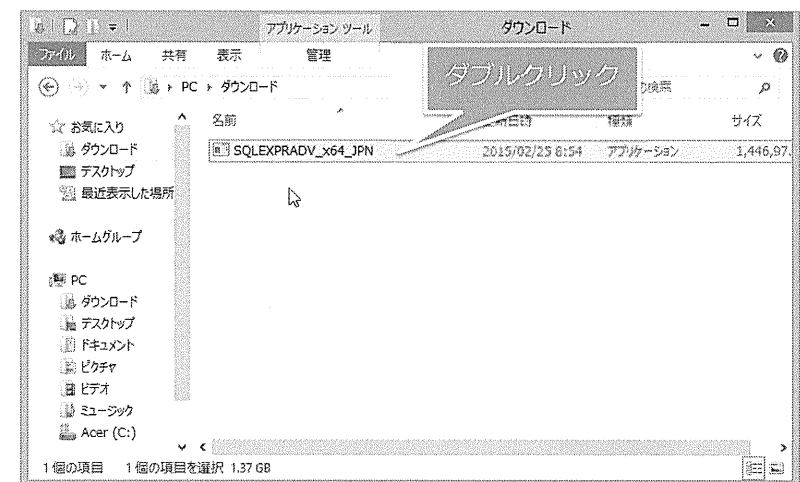 アプリケーション ツール
ダウンロード
ファイル ホーム 共有 表示 管理
PC ダウンロード
の検索
ダブルクリック
名前 更新日時 種類 サイズ
SQLEXPRADV_x64_JPN 2015/02/25 8:54 アプリケーション 1,446,97
お気に入り
ダウンロード
デスクトップ
最近表示した場所
ホームグループ
PC
ダウンロード
デスクトップ
ドキュメント
ピクチャ
ビデオ
ミュージック
Acer (C:)
1 個の項目 1 個の項目を選択 1.37 GB